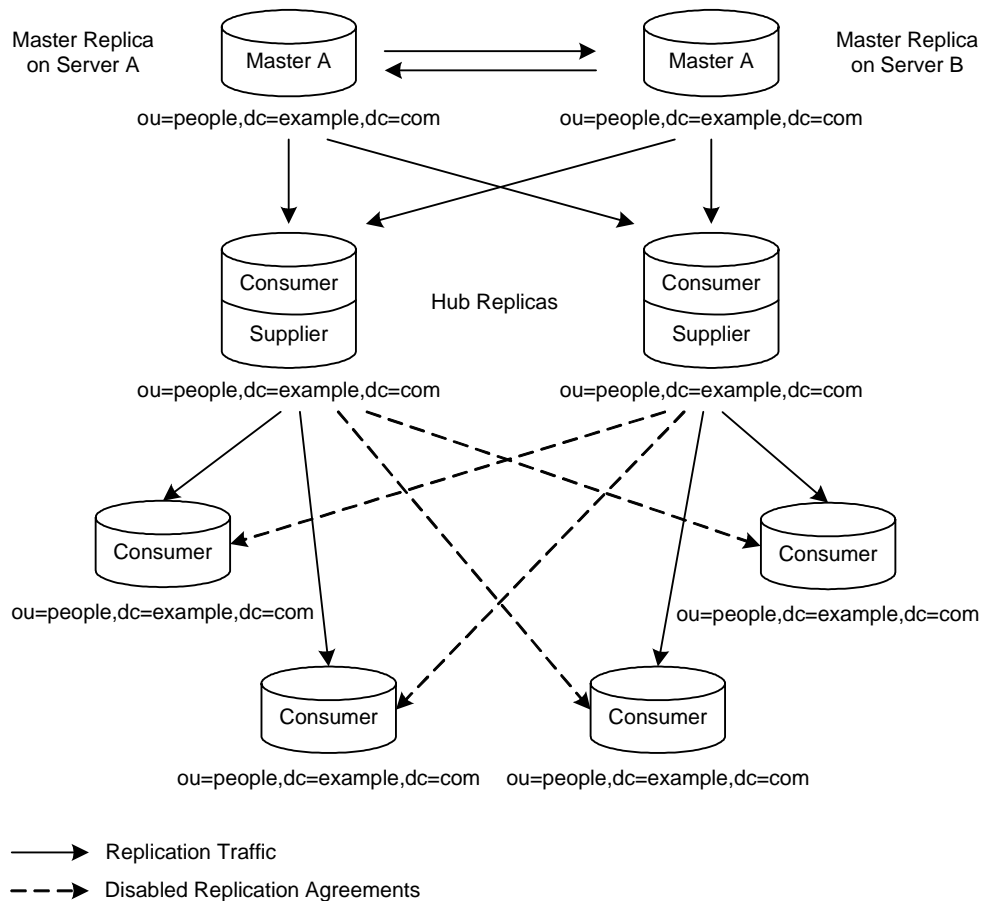 Master Replica
on Server A
Master A
Master A
Master Replica
on Server B
ou=people,dc=example,dc=com
ou=people,dc=example,dc=com
Consumer
Supplier
Hub Replicas
Consumer
Supplier
ou=people,dc=example,dc=com
ou=people,dc=example,dc=com
Consumer
Consumer
ou=people,dc=example,dc=com
ou=people,dc=example,dc=com
Consumer
Consumer
ou=people,dc=example,dc=com
ou=people,dc=example,dc=com
Replication Traffic
Disabled Replication Agreements